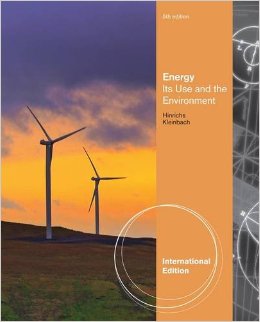 5th edition
Energy
Its Use and the
Environment
Hinrichs
Kleinbach
International
Edition